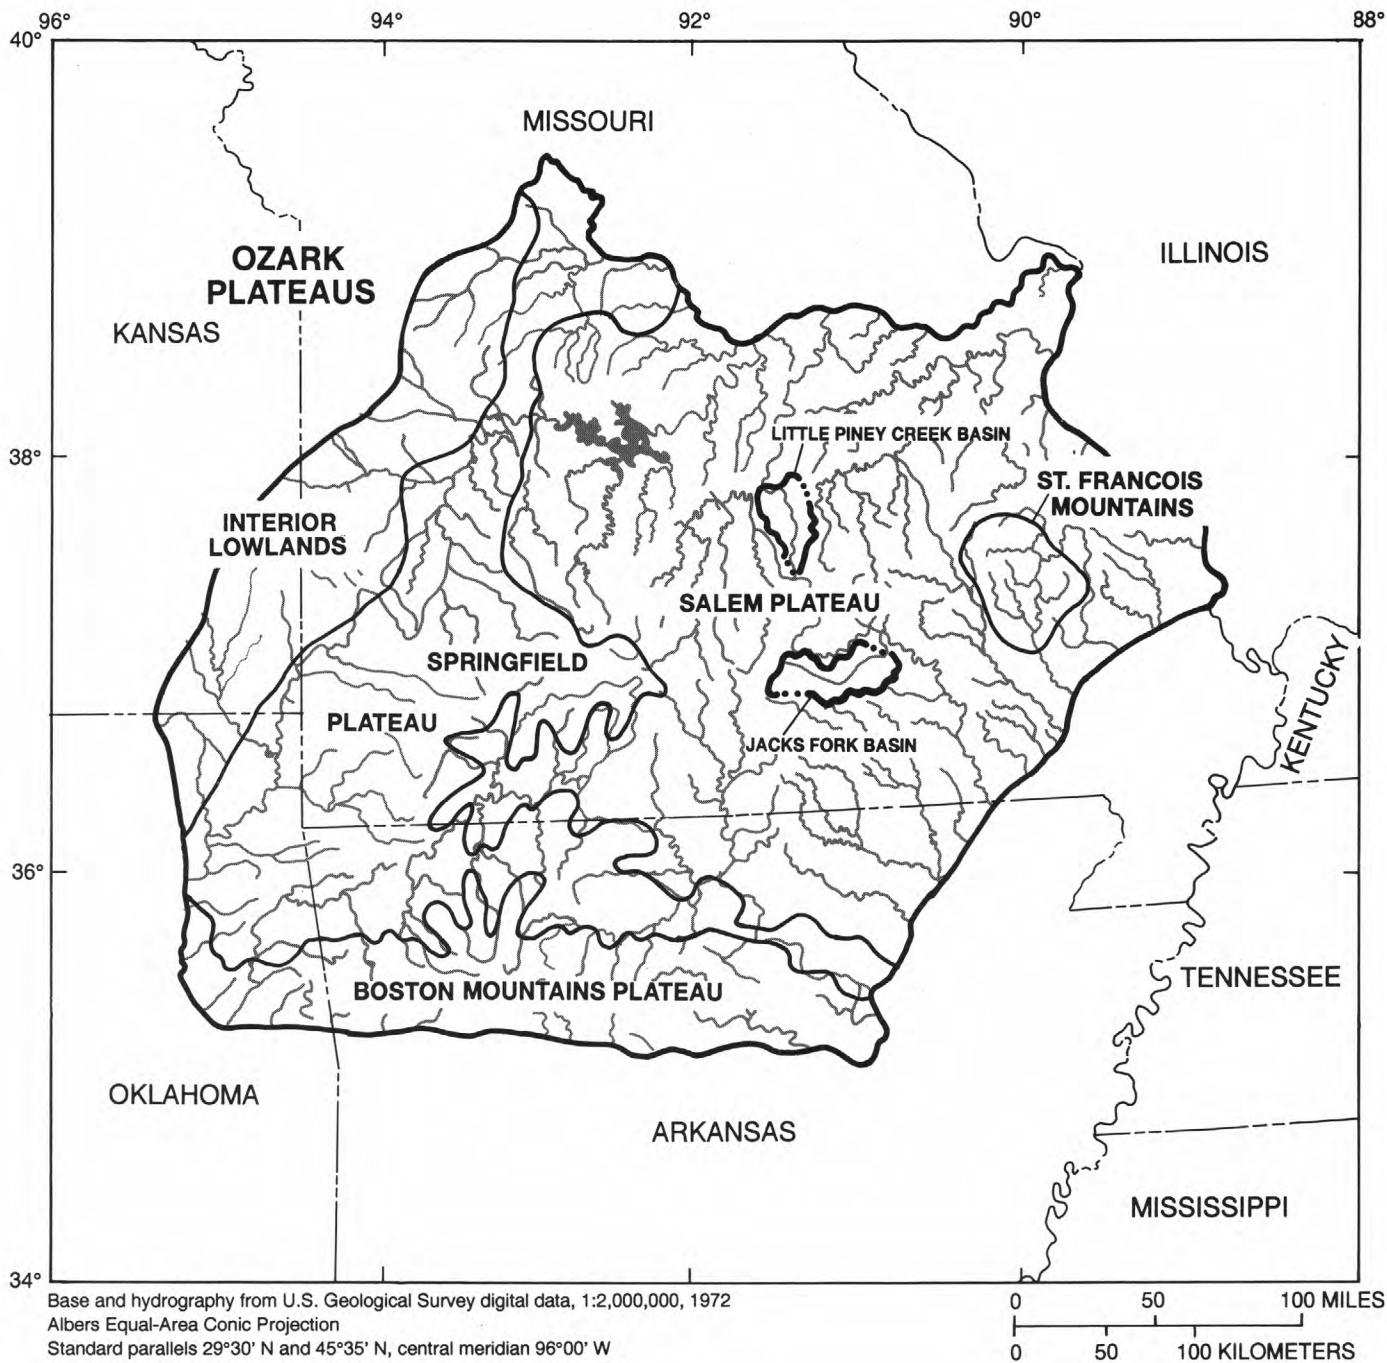 96°
94°
92°
90°
88°
40°
MISSOURI
ILLINOIS
OZARK
PLATEAUS
KANSAS
LITTLE PINEY CREEK BASIN
38°
ST. FRANCOIS
MOUNTAINS
INTERIOR
LOWLANDS
SALEM PLATEAU
SPRINGFIELD
PLATEAU
KENTUCKY
JACKS FORK BASIN
36°
TENNESSEE
BOSTON MOUNTAINS PLATEAU
OKLAHOMA
ARKANSAS
MISSISSIPPI
34°
Base and hydrography from U.S. Geological Survey digital data, 1:2,000,000, 1972
Albers Equal-Area Conic Projection
Standard parallels 29°30' N and 45°35' N, central meridian 96°00' W
0 50 100 MILES
0 50 100 KILOMETERS